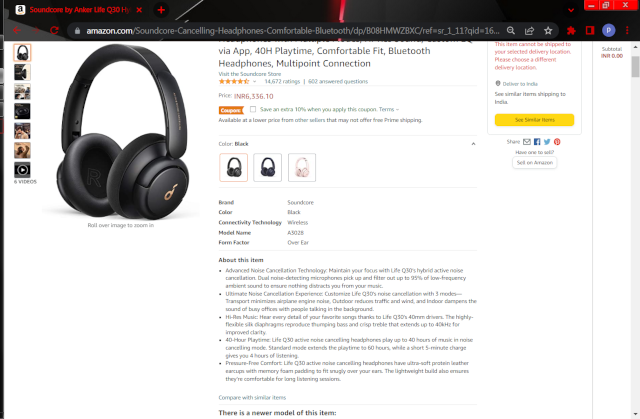 Soundcore by Anker Life Q30 Hy
amazon.com/Soundcore-Cancelling-Headphones-Comfortable-Bluetooth/dp/B08HMWZBXC/ref=sr_1_11?qid=16...
via App, 40H Playtime, Comfortable Fit, Bluetooth
Headphones, Multipoint Connection
Visit the Soundcore Store
14,672 ratings | 602 answered questions
Price: INR6,336.10
Coupon Save an extra 10% when you apply this coupon. Terms
Available at a lower price from other sellers that may not offer free Prime shipping.
Color: Black
Brand Soundcore
Color Black
Connectivity Technology Wireless
Model Name A3028
Form Factor Over Ear
About this item
• Advanced Noise Cancellation Technology: Maintain your focus with Life Q30's hybrid active noise
cancellation. Dual noise-detecting microphones pick up and filter out up to 95% of low-frequency
ambient sound to ensure nothing distracts you from your music.
• Ultimate Noise Cancellation Experience: Customize Life Q30's noise cancellation with 3 modes—
Transport minimizes airplane engine noise, Outdoor reduces traffic and wind, and Indoor dampens the
sound of busy offices with people talking in the background.
• Hi-Res Music: Hear every detail of your favorite songs thanks to Life Q30's 40mm drivers. The highly-
flexible silk diaphragms reproduce thumping bass and crisp treble that extends up to 40kHz for
improved clarity.
• 40-Hour Playtime: Life Q30 active noise cancelling headphones play up to 40 hours of music in noise
cancelling mode. Standard mode extends the playtime to 60 hours, while a short 5-minute charge
gives you 4 hours of listening.
• Pressure-Free Comfort: Life Q30 active noise cancelling headphones have ultra-soft protein leather
earcups with memory foam padding to fit snugly over your ears. The lightweight build also ensures
they're comfortable for long listening sessions.
Compare with similar items
There is a newer model of this item:
6 VIDEOS
Roll over image to zoom in
This item cannot be shipped to
your selected delivery location.
Please choose a different
delivery location.
Deliver to India
See similar items shipping to
India.
See Similar Items
Share
Have one to sell?
Sell on Amazon
Subtotal
INR 0.00